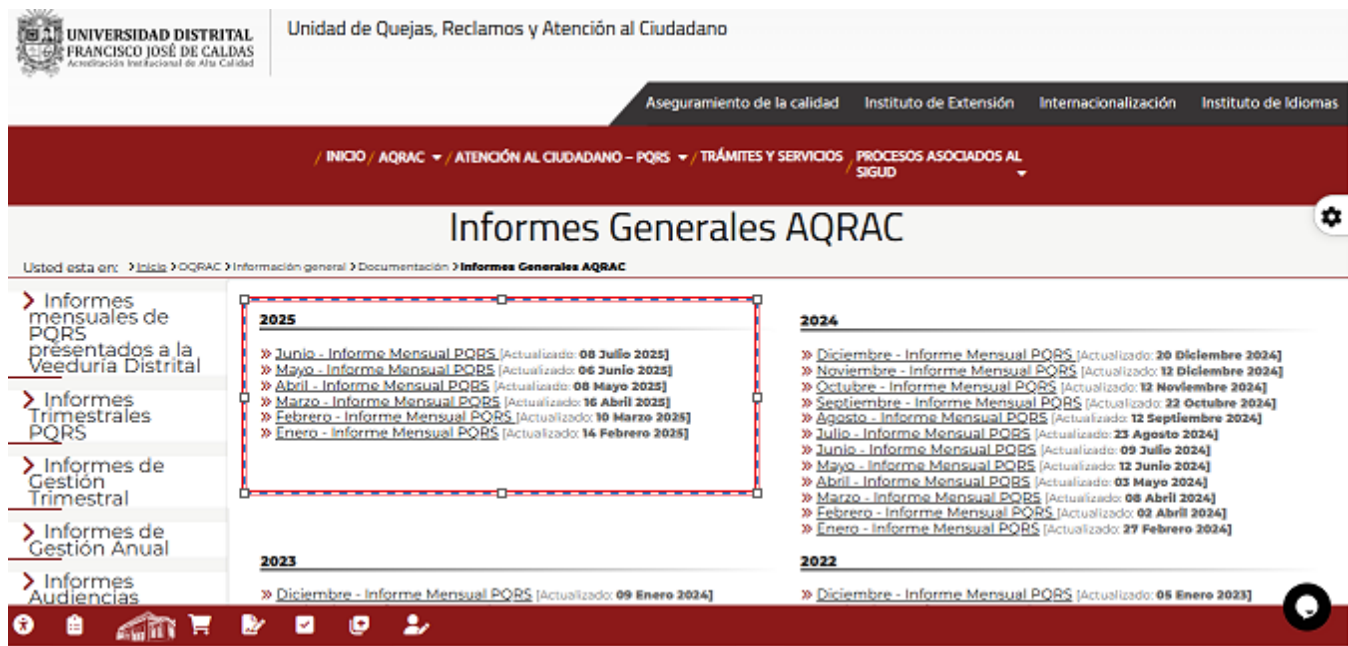 UNIVERSIDAD DISTRITAL
FRANCISCO JOSÉ DE CALDAS
Acreditación Institucional de Alta Calidad
Unidad de Quejas, Reclamos y Atención al Ciudadano
Aseguramiento de la calidad Instituto de Extensión Internacionalización Instituto de Idiomas
/ INICIO / AQRAC / ATENCIÓN AL CIUDADANO – PQRS / TRÁMITES Y SERVICIOS / PROCESOS ASOCIADOS AL
SIGUD
Informes Generales AQRAC
Usted esta en: Inicio OQRAC Información general Documentación Informes Generales AQRAC
Informes
mensuales de
PQRS
presentados a la
Veeduría Distrital
Informes
Trimestrales
PQRS
Informes de
Gestión
Trimestral
Informes de
Gestión Anual
Informes
Audiencias
2025
Junio - Informe Mensual PQRS [Actualizado: 08 Julio 2025]
Mayo - Informe Mensual PQRS [Actualizado: 06 Junio 2025]
Abril - Informe Mensual PQRS [Actualizado: 08 Mayo 2025]
Marzo - Informe Mensual PQRS [Actualizado: 16 Abril 2025]
Febrero - Informe Mensual PQRS [Actualizado: 10 Marzo 2025]
Enero - Informe Mensual PQRS [Actualizado: 14 Febrero 2025]
2024
Diciembre - Informe Mensual PQRS [Actualizado: 20 Diciembre 2024]
Noviembre - Informe Mensual PQRS [Actualizado: 12 Diciembre 2024]
Octubre - Informe Mensual PQRS [Actualizado: 12 Noviembre 2024]
Septiembre - Informe Mensual PQRS [Actualizado: 22 Octubre 2024]
Agosto - Informe Mensual PQRS [Actualizado: 12 Septiembre 2024]
Julio - Informe Mensual PQRS [Actualizado: 23 Agosto 2024]
Junio - Informe Mensual PQRS [Actualizado: 09 Julio 2024]
Mayo - Informe Mensual PQRS [Actualizado: 12 Junio 2024]
Abril - Informe Mensual PQRS [Actualizado: 03 Mayo 2024]
Marzo - Informe Mensual PQRS [Actualizado: 08 Abril 2024]
Febrero - Informe Mensual PQRS [Actualizado: 02 Abril 2024]
Enero - Informe Mensual PQRS [Actualizado: 27 Febrero 2024]
2023
Diciembre - Informe Mensual PQRS [Actualizado: 09 Enero 2024]
2022
Diciembre - Informe Mensual PQRS [Actualizado: 05 Enero 2023]